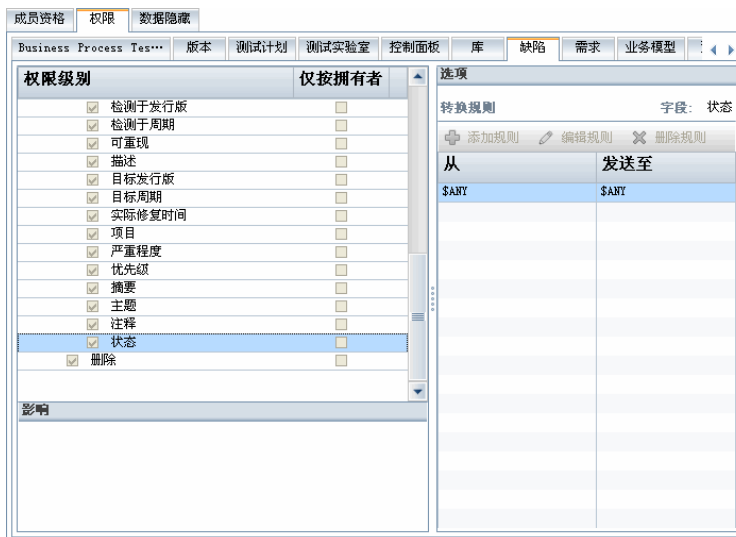 成员资格 权限 数据隐藏
Business Process Tes… 版本 测试计划 测试实验室 控制面板 库 缺陷 需求 业务模型
权限级别 仅按拥有者
检测于发行版
检测于周期
可重现
描述
目标发行版
目标周期
实际修复时间
项目
严重程度
优先级
摘要
主题
注释
状态
删除
影响
选项
转换规则 字段: 状态
添加规则 编辑规则 删除规则
从 发送至
$ANY $ANY